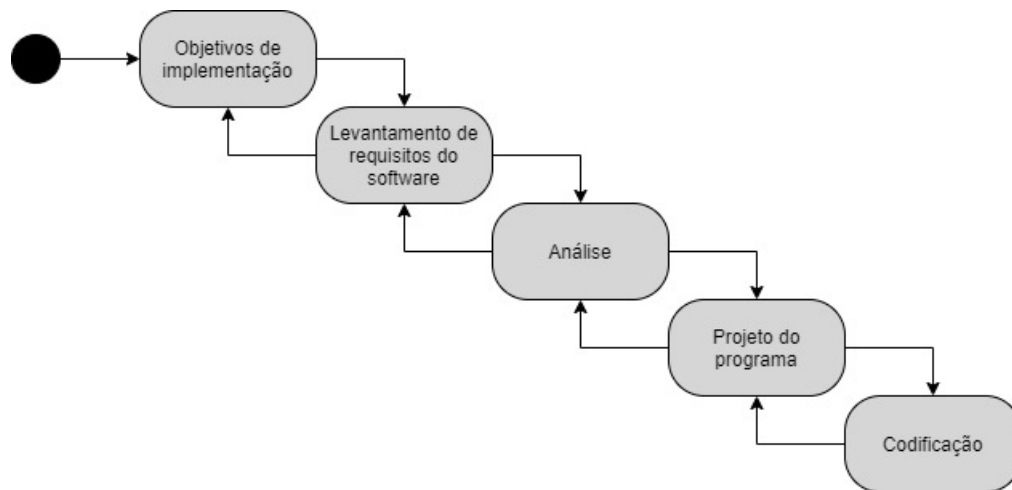 Objetivos de
implementação
Levantamento de
requisitos do
software
Análise
Projeto do
programa
Codificação